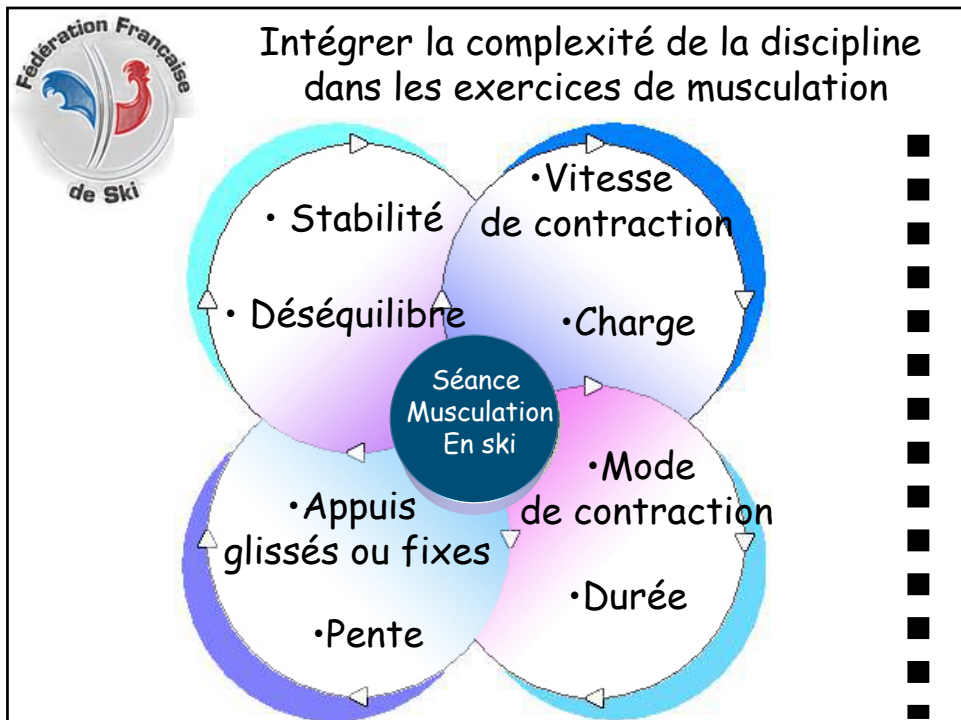 Fédération Française
de Ski
Intégrer la complexité de la discipline
dans les exercices de musculation
• Stabilité
• Déséquilibre
•Vitesse
de contraction
•Charge
Séance
Musculation
En ski
•Appuis
glissés ou fixes
•Pente
•Mode
de contraction
•Durée